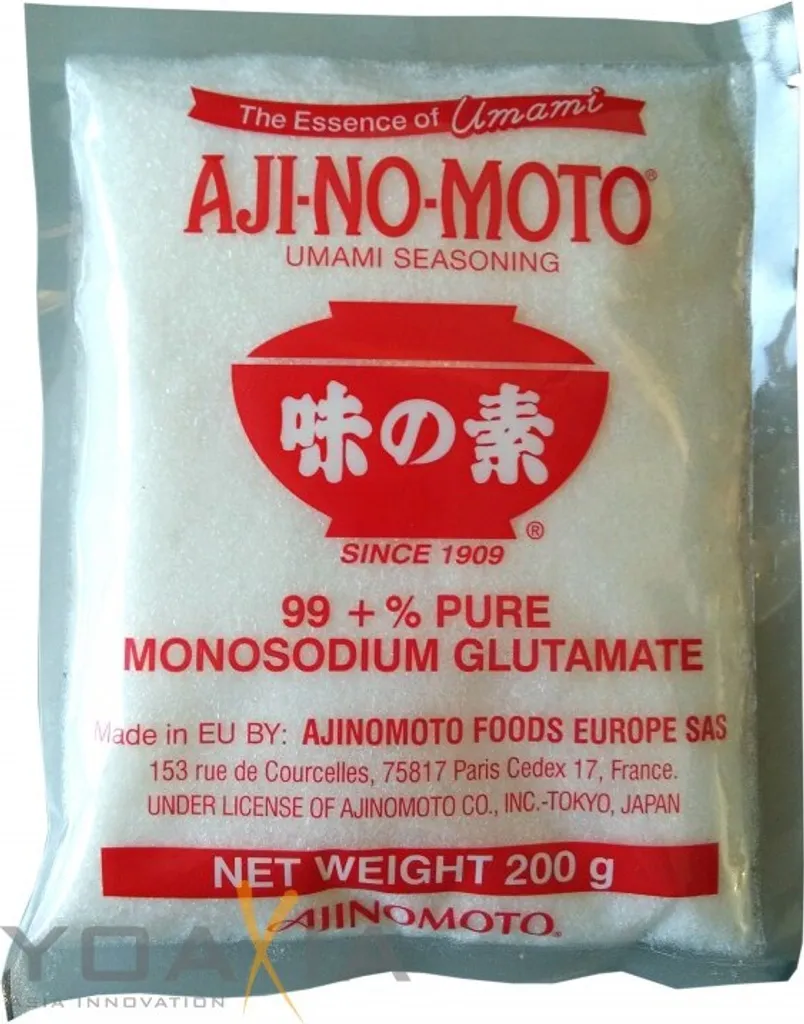 The Essence of Umami
AJI-NO-MOTO®
UMAMI SEASONING
味の素
®
SINCE 1909
99 + % PURE
MONOSODIUM GLUTAMATE
Made in EU BY: AJINOMOTO FOODS EUROPE SAS
153 rue de Courcelles, 75817 Paris Cedex 17, France.
UNDER LICENSE OF AJINOMOTO CO., INC.-TOKYO, JAPAN
NET WEIGHT 200 g
AJINOMOTO.
YOAXIA
ASIA INNOVATION